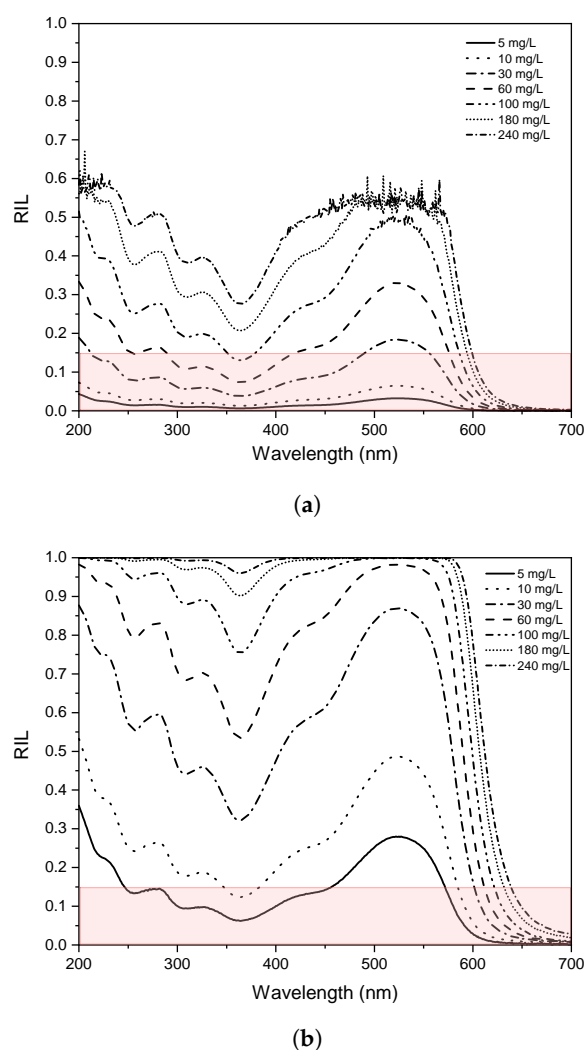 1.0
0.9
0.8
0.7
0.6
0.5
0.4
0.3
0.2
0.1
0.0
RIL
5 mg/L
10 mg/L
30 mg/L
60 mg/L
100 mg/L
180 mg/L
240 mg/L
200 300 400 500 600 700
Wavelength (nm)
(a)
1.0
0.9
0.8
0.7
0.6
0.5
0.4
0.3
0.2
0.1
0.0
RIL
5 mg/L
10 mg/L
30 mg/L
60 mg/L
100 mg/L
180 mg/L
240 mg/L
200 300 400 500 600 700
Wavelength (nm)
(b)